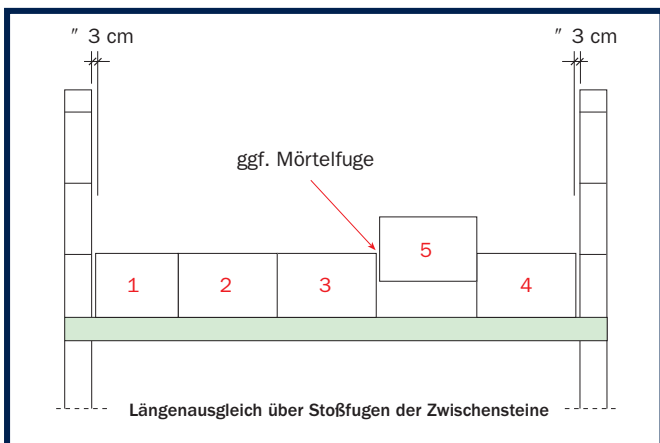 ″ 3 cm
″ 3 cm
ggf. Mörtelfuge
5
1
2
3
4
Längenausgleich über Stoßfugen der Zwischensteine